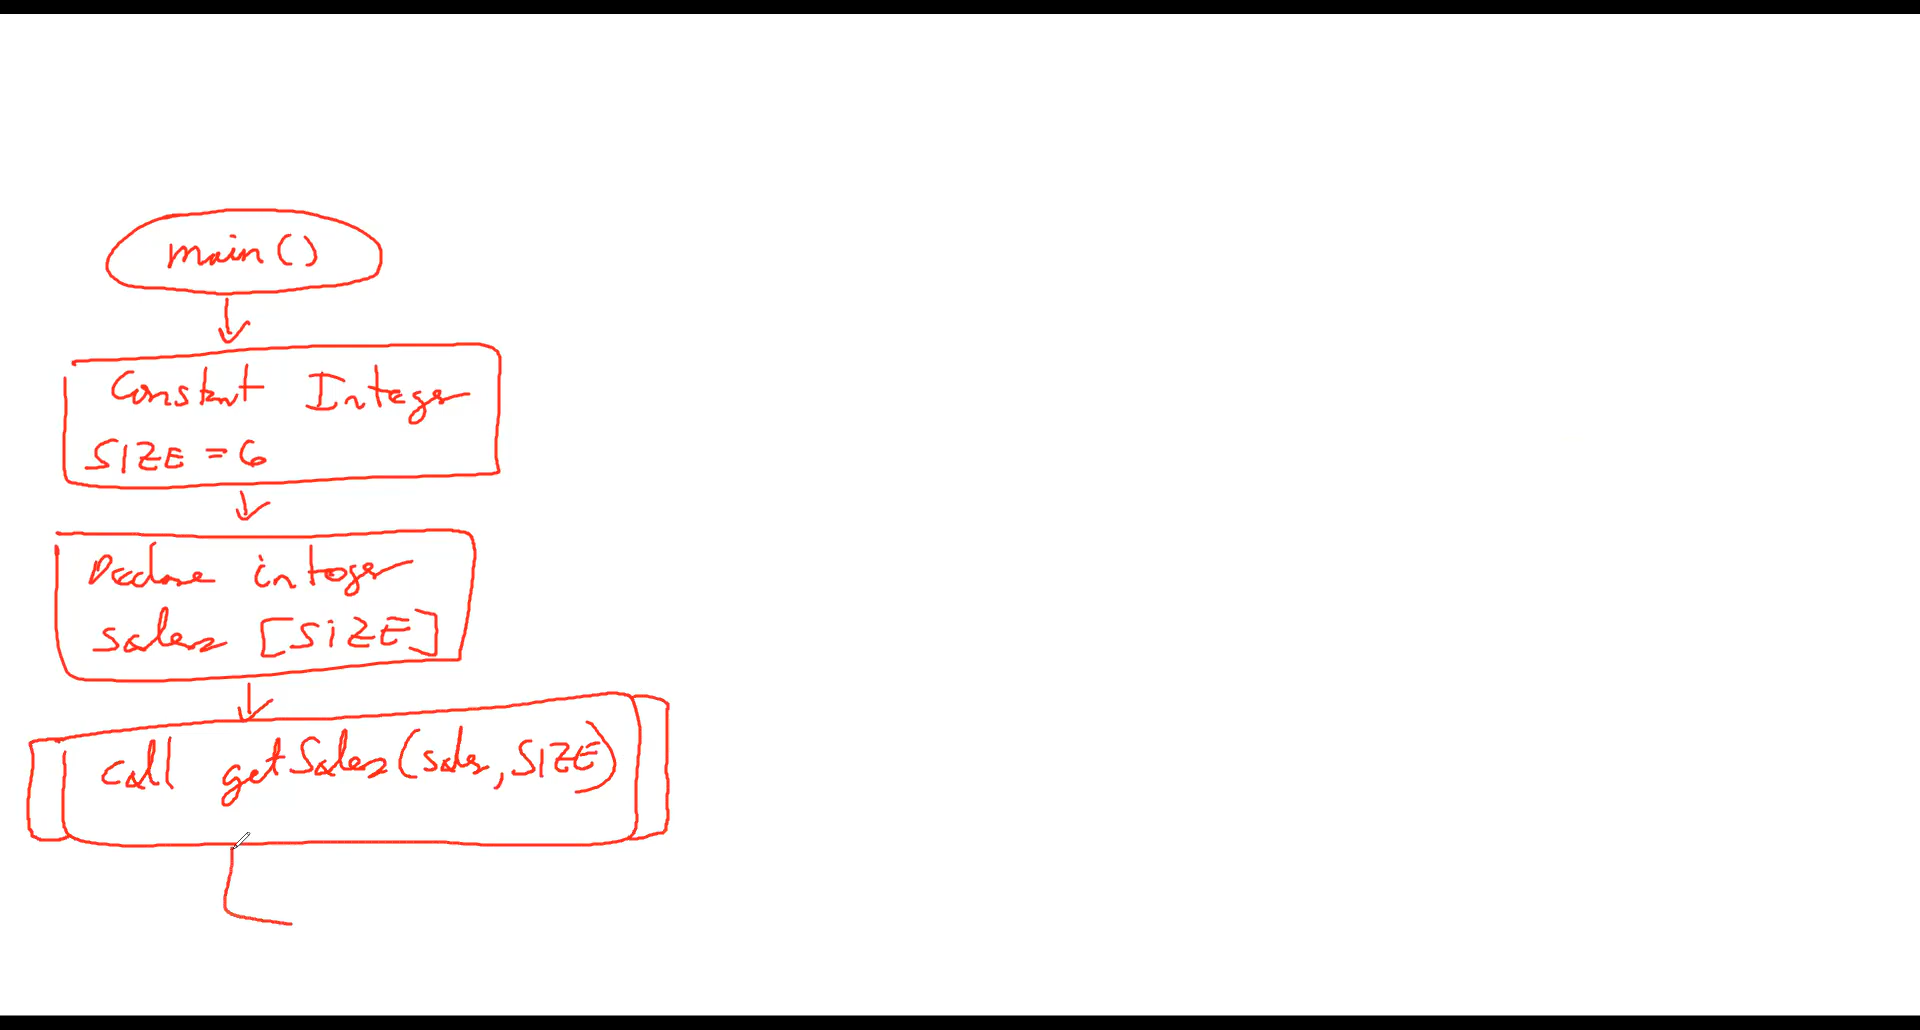 main()
Constant Integer
SIZE = 6
Declare integer
sales [SIZE]
call getSales(sales, SIZE)